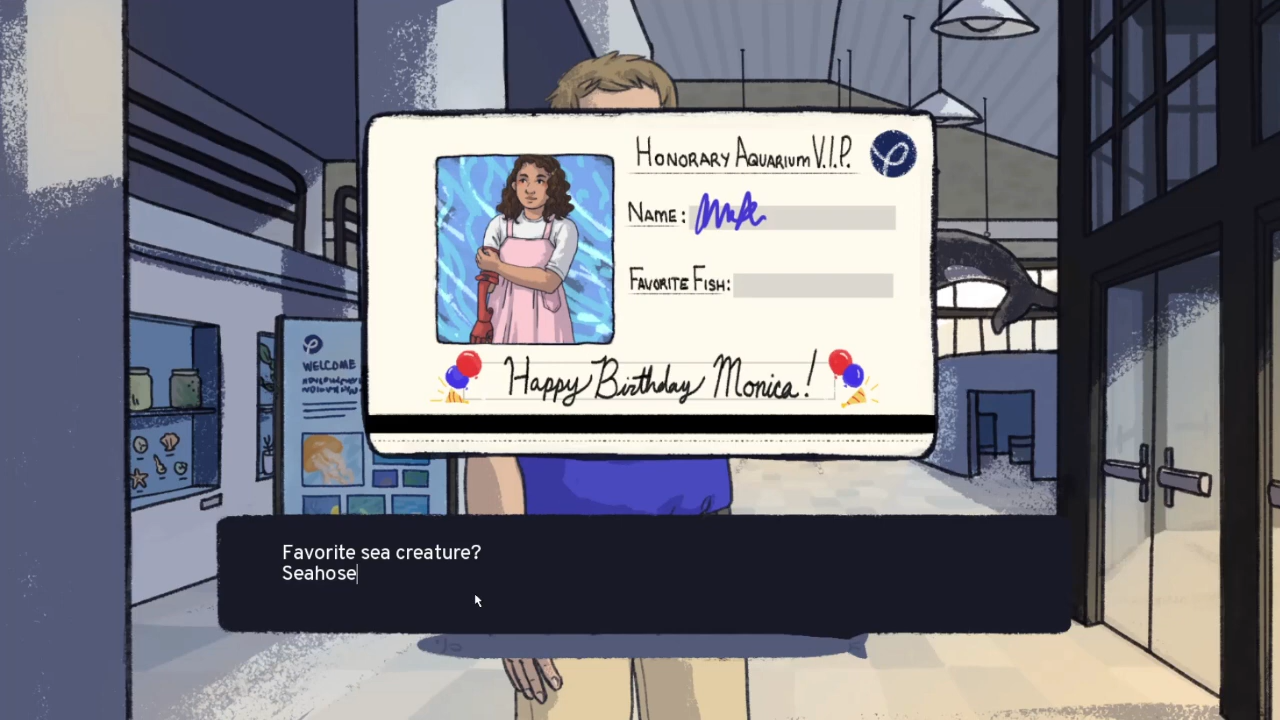 HONORARY AQUARIUM V.I.P.
NAME:
FAVORITE FISH:
Happy Birthday Monica!
WELCOME
Favorite sea creature?
Seahose